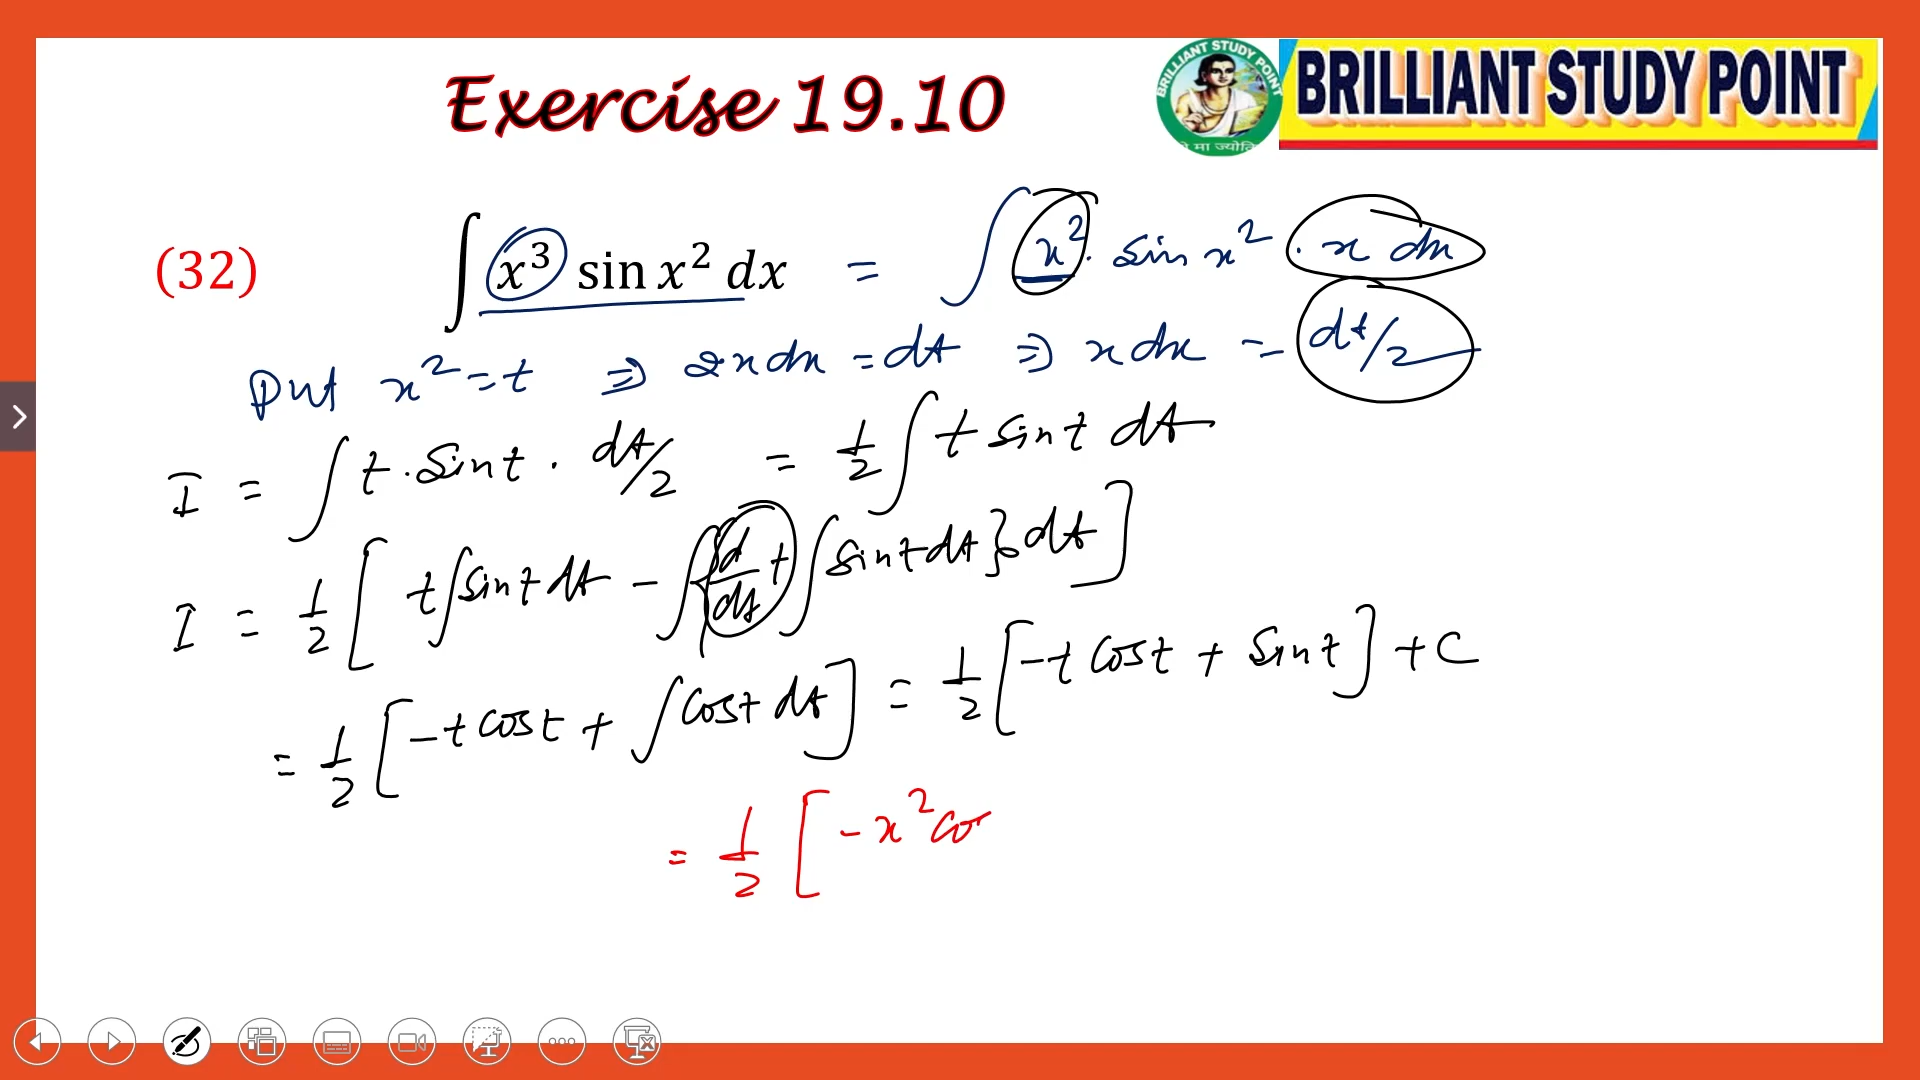 Exercise 19.10
BRILLIANT STUDY POINT
BRILLIANT STUDY POINT
मा ज्योति
(32) ∫ x³ sin x² dx = ∫ x² · sin x² · x dx
Put x² = t ⇒ 2x dx = dt ⇒ x dx = dt/2
I = ∫ t · sin t · dt/2 = 1/2 ∫ t sin t dt
I = 1/2 [ t ∫ sin t dt − ∫ { d/dt t ∫ sin t dt } dt ]
= 1/2 [ −t cos t + ∫ cos t dt ] = 1/2 [ −t cos t + sin t ] + C
= 1/2 [ −x² co